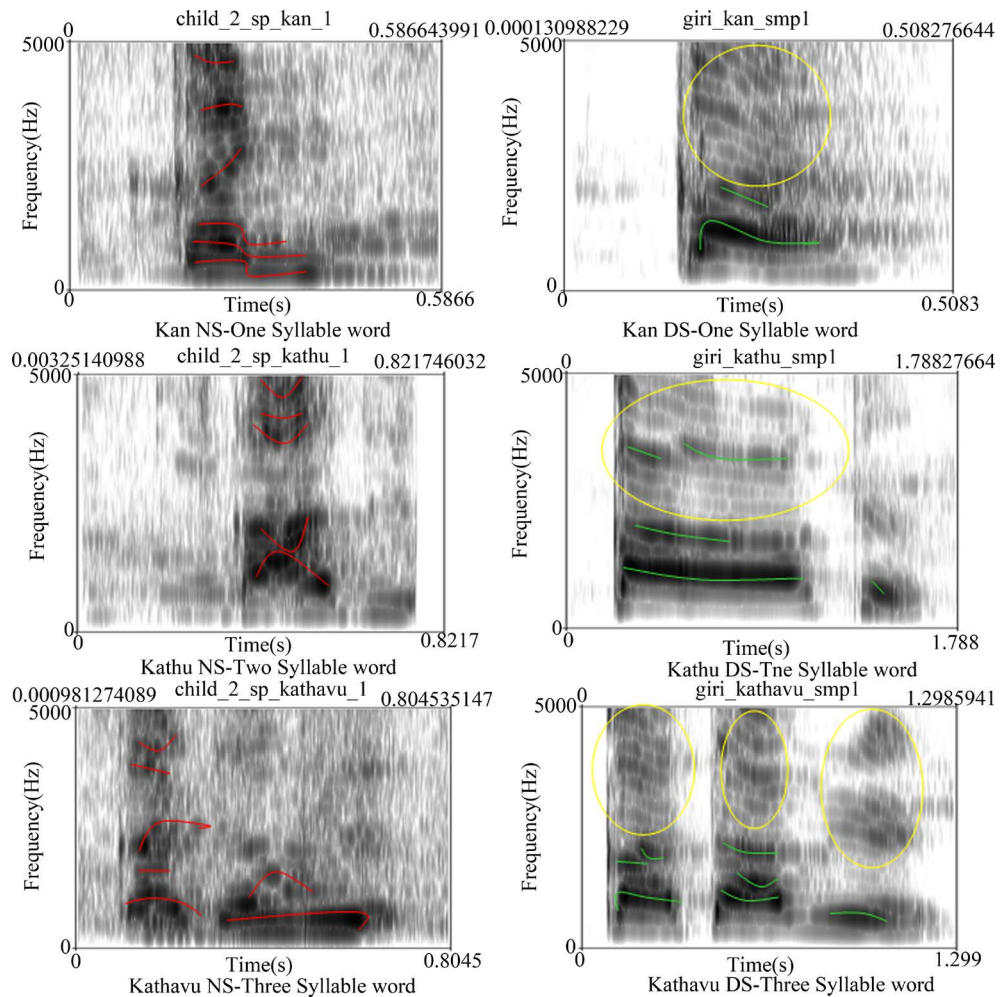 0 child_2_sp_kan_1 0.586643991
5000
Frequency(Hz)
0
0 Time(s) 0.5866
Kan NS-One Syllable word
0.000130988229 giri_kan_smp1 0.508276644
5000
Frequency(Hz)
0
0 Time(s) 0.5083
Kan DS-One Syllable word
0.00325140988 child_2_sp_kathu_1 0.821746032
5000
Frequency(Hz)
0
0 Time(s) 0.8217
Kathu NS-Two Syllable word
0 giri_kathu_smp1 1.78827664
5000
Frequency(Hz)
0
0 Time(s) 1.788
Kathu DS-Tne Syllable word
0.000981274089 child_2_sp_kathavu_1 0.804535147
5000
Frequency(Hz)
0
0 Time(s) 0.8045
Kathavu NS-Three Syllable word
0 giri_kathavu_smp1 1.2985941
5000
Frequency(Hz)
0
0 Time(s) 1.299
Kathavu DS-Three Syllable word